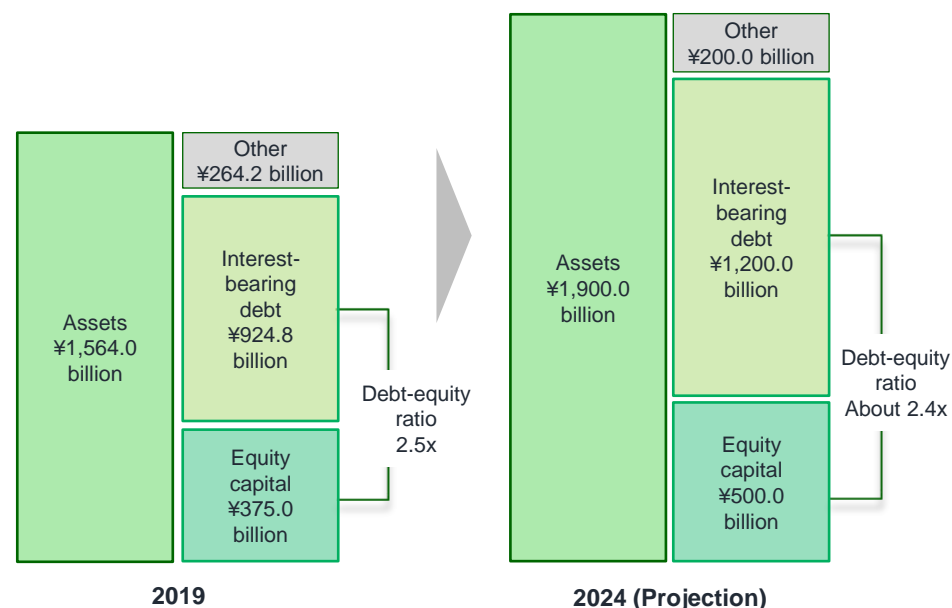 Other
¥264.2 billion
Assets
¥1,564.0
billion
Interest-
bearing
debt
¥924.8
billion
Equity
capital
¥375.0
billion
Debt-equity
ratio
2.5x
2019
Other
¥200.0 billion
Assets
¥1,900.0
billion
Interest-
bearing
debt
¥1,200.0
billion
Equity
capital
¥500.0
billion
Debt-equity
ratio
About 2.4x
2024 (Projection)